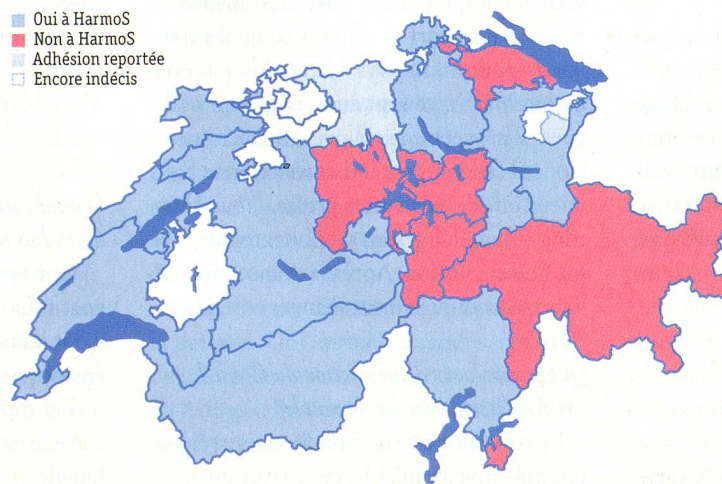 Oui à HarmoS
Non à HarmoS
Adhésion reportée
Encore indécis